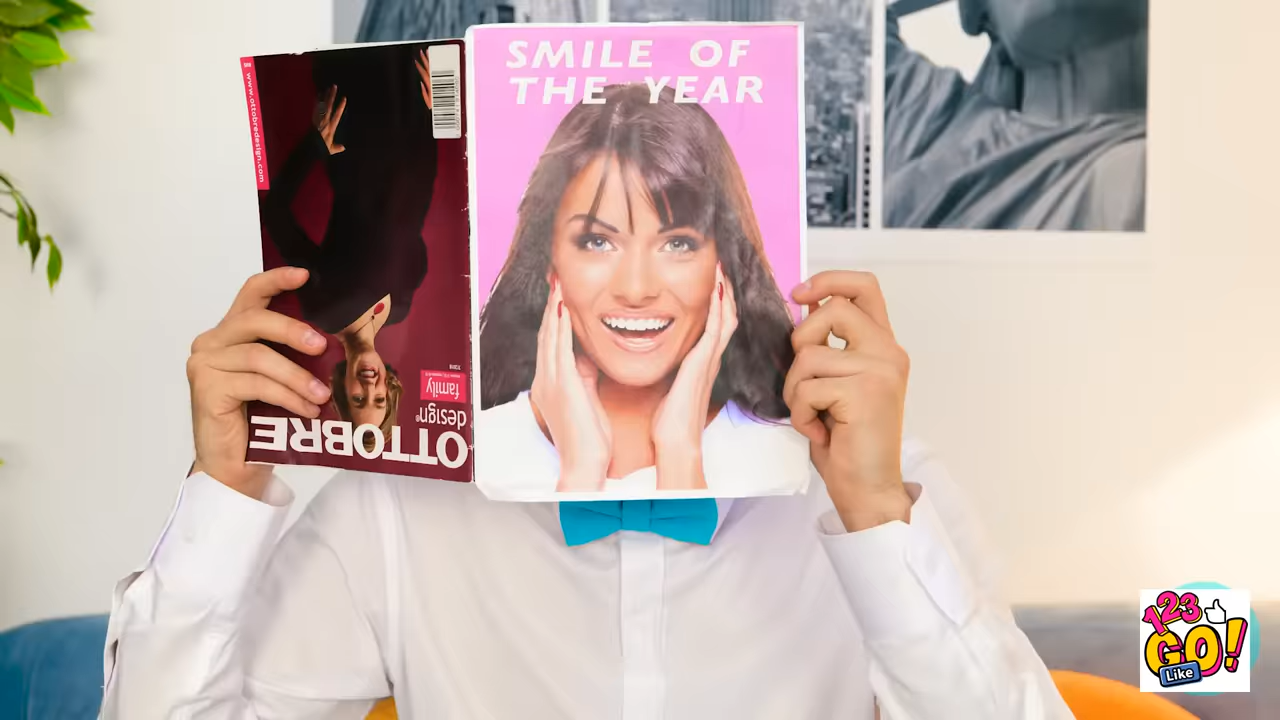 SMILE OF
THE YEAR
www.ottobredesign.com
OTTOBRE
design®
family
123
GO!
Like